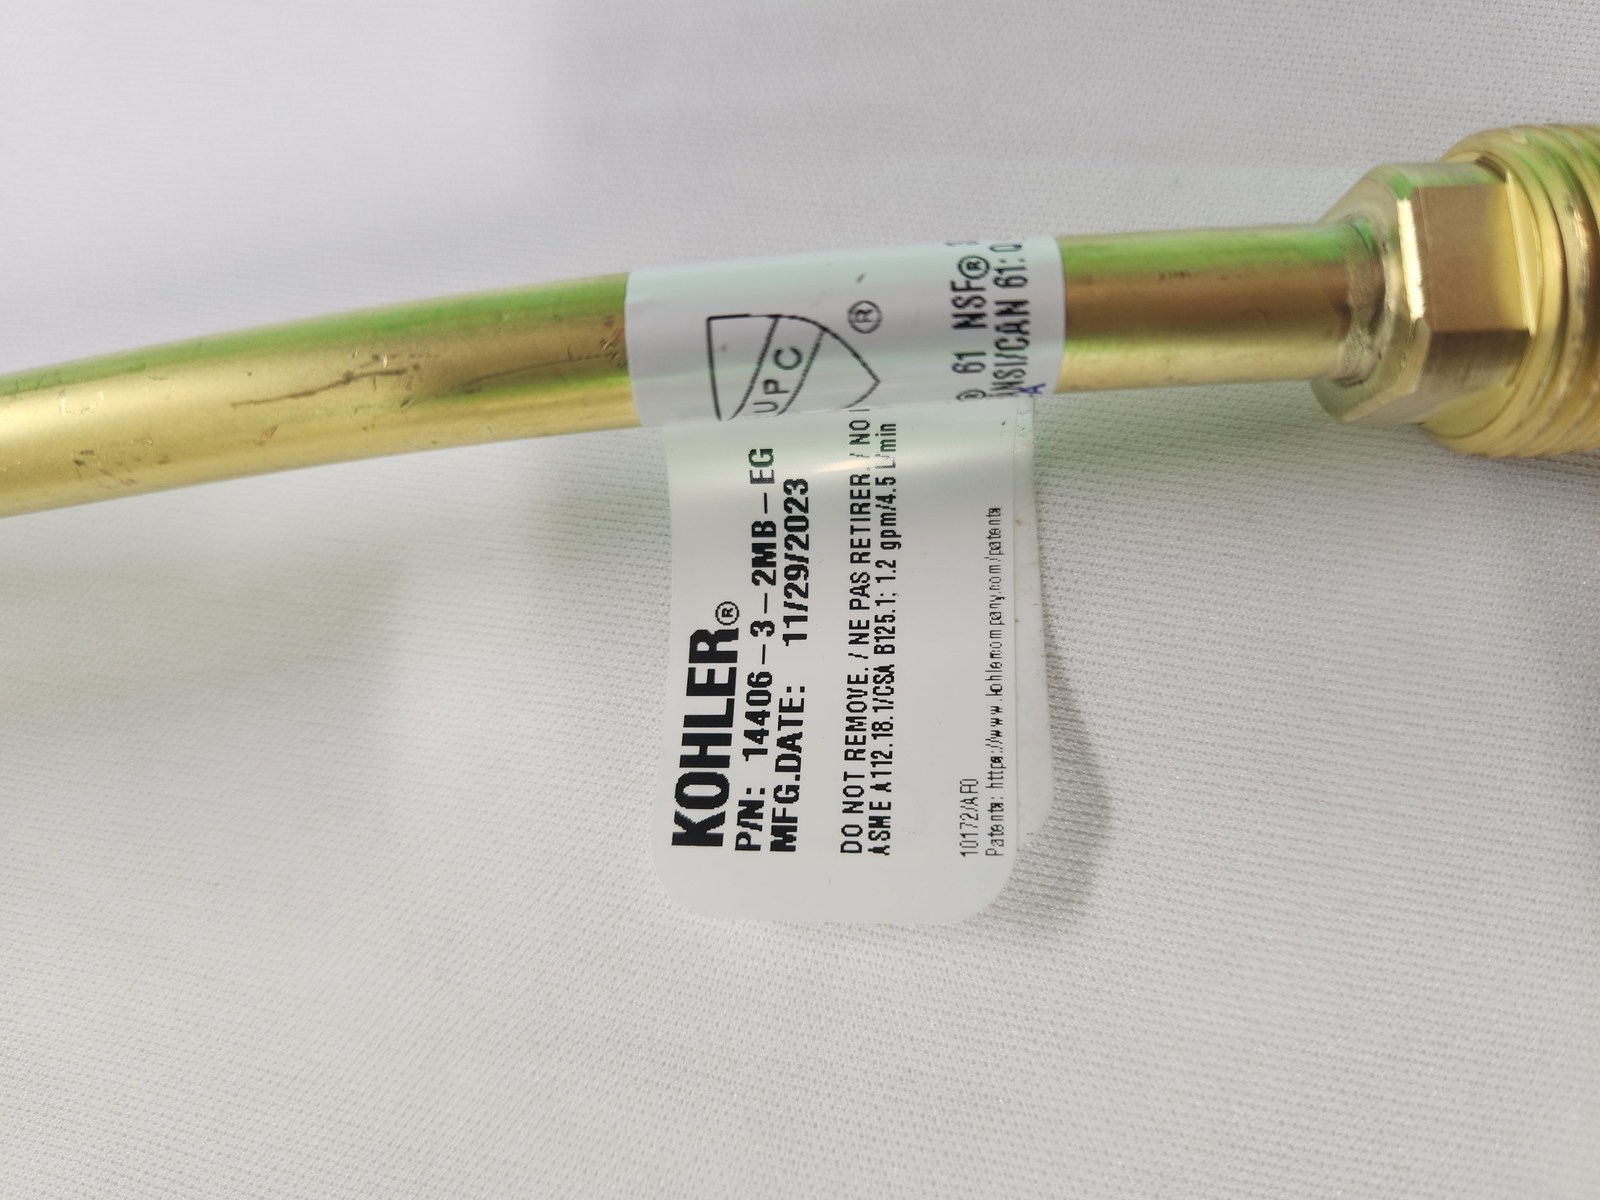 KOHLER®
P/N: 14406-3-2MB-EG
MFG.DATE: 11/29/2023
DO NOT REMOVE. / NE PAS RETIRER. / NO
ASME A112.18.1/CSA B125.1; 1.2 gpm/4.5 L/min
10172/AF0
Patents: https://www.kohlercompany.com/patents
UPC ®
® 61 NSF®
ANSI/CAN 61: